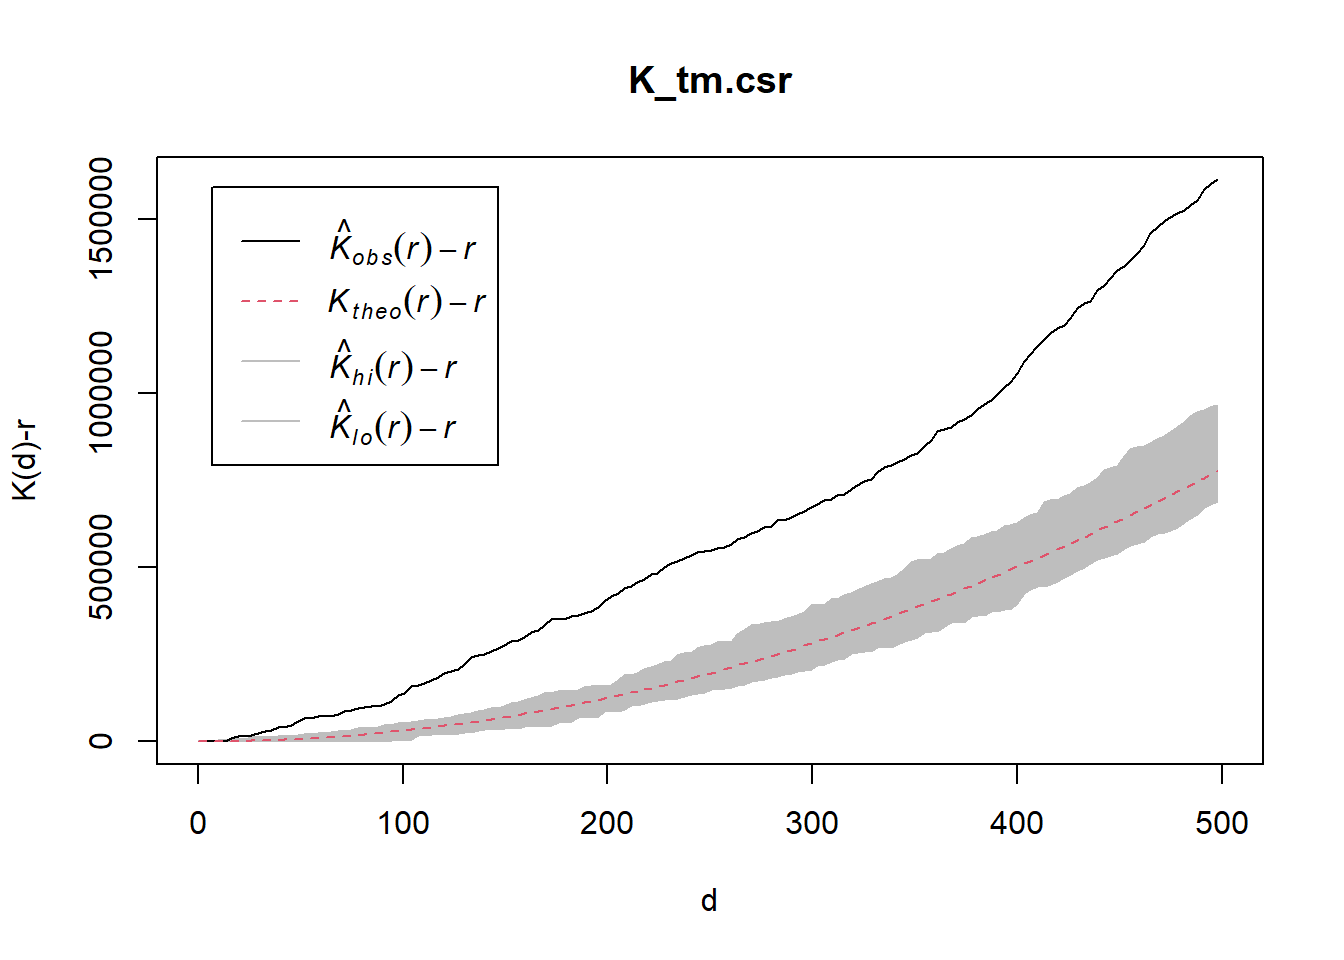 K_tm.csr
K̂obs(r) − r
Ktheo(r) − r
K̂hi(r) − r
K̂lo(r) − r
K(d)-r
0
500000
1000000
1500000
0 100 200 300 400 500
d